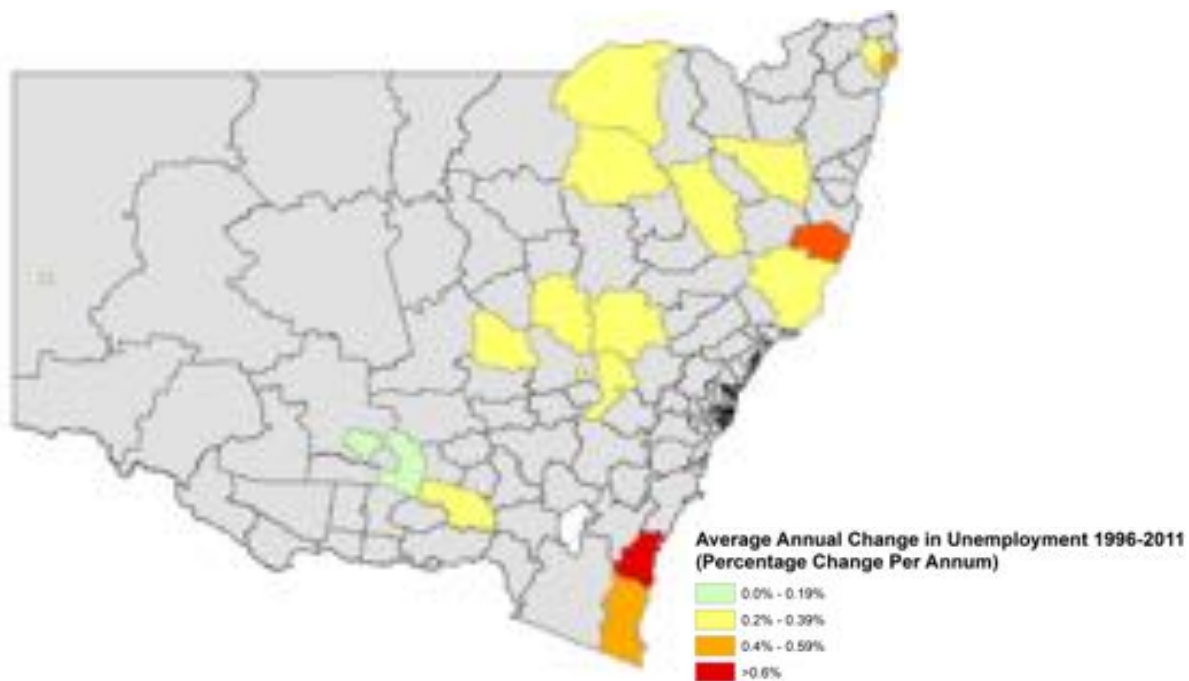 Average Annual Change in Unemployment 1996-2011
(Percentage Change Per Annum)
0.0% - 0.19%
0.2% - 0.39%
0.4% - 0.59%
>0.6%